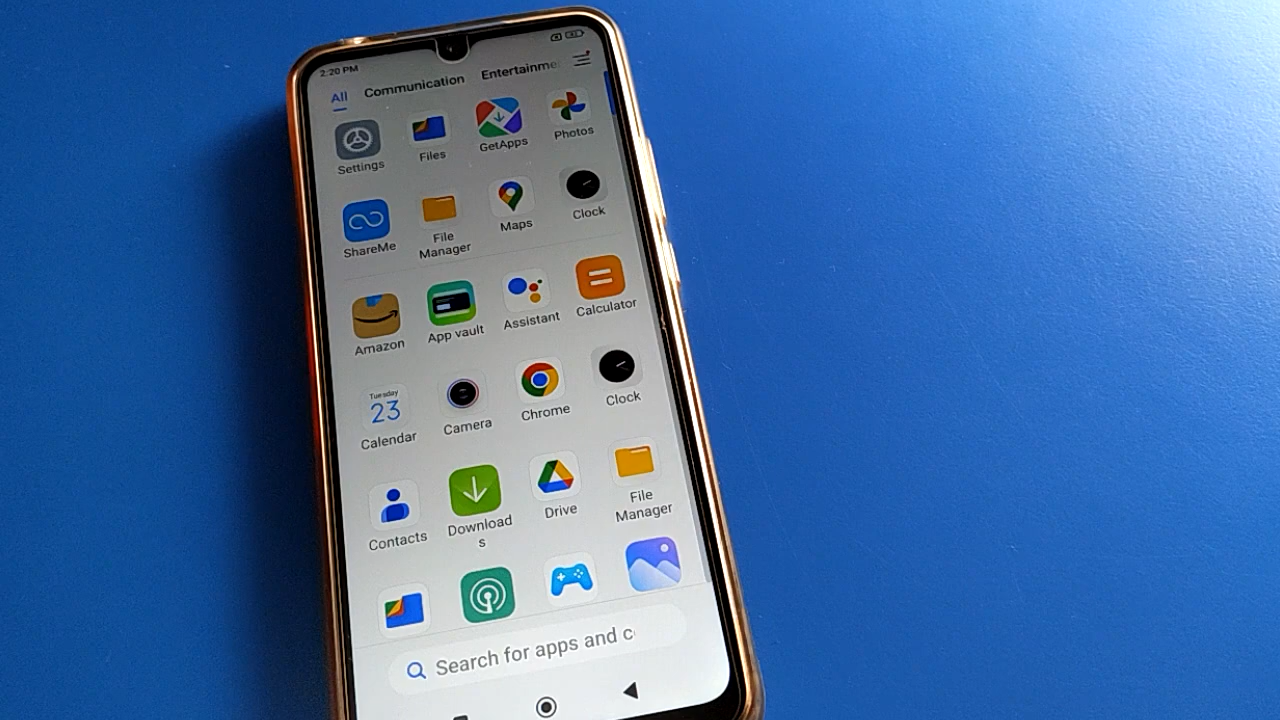 2:20 PM
All Communication Entertainme
Settings Files GetApps Photos
ShareMe File Manager Maps Clock
Amazon App vault Assistant Calculator
Tuesday
23
Calendar Camera Chrome Clock
Contacts Download
s Drive File Manager
Search for apps and c